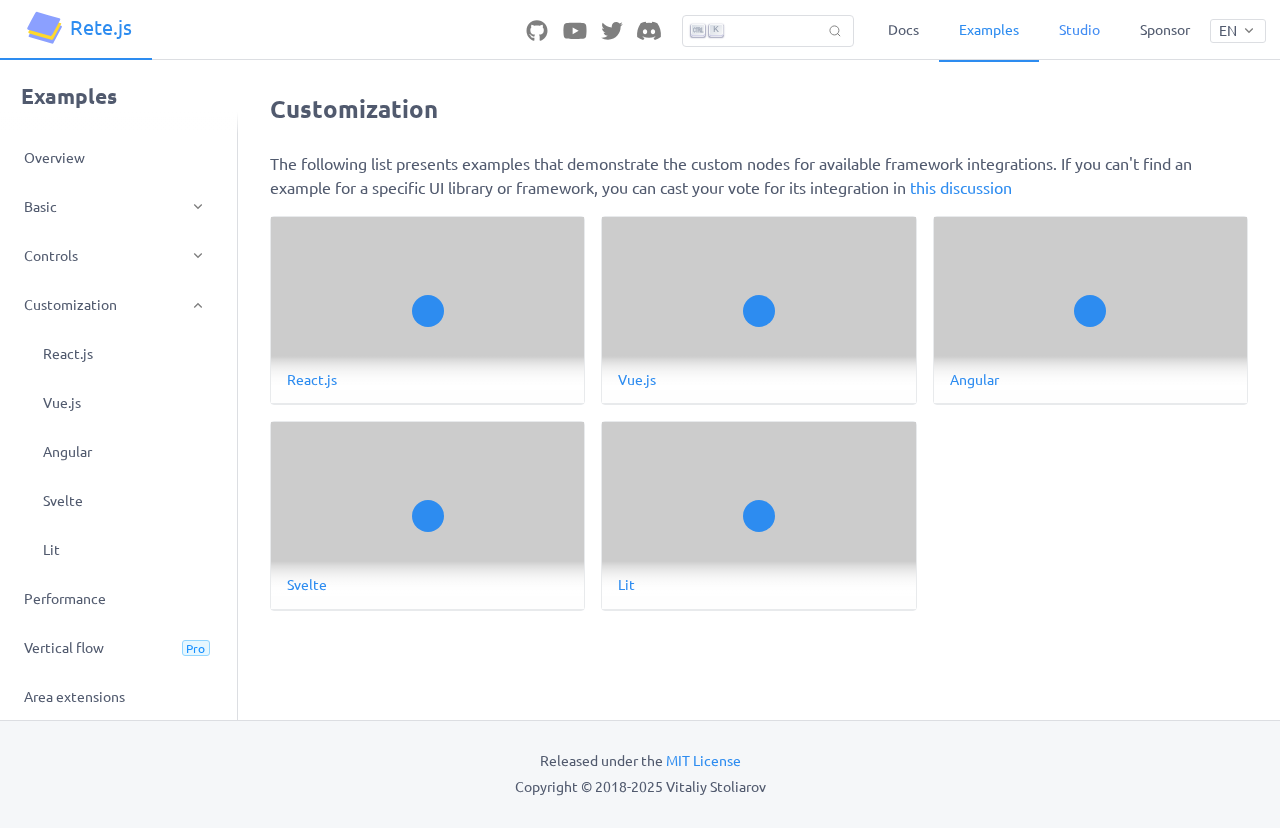 Rete.js
K
Docs
Examples
Studio
Sponsor
EN
Examples
Overview
Basic
Controls
Customization
React.js
Vue.js
Angular
Svelte
Lit
Performance
Vertical flow
Pro
Area extensions
Customization
The following list presents examples that demonstrate the custom nodes for available framework integrations. If you can't find an
example for a specific UI library or framework, you can cast your vote for its integration in this discussion
React.js
Vue.js
Angular
Svelte
Lit
Released under the MIT License
Copyright © 2018-2025 Vitaliy Stoliarov